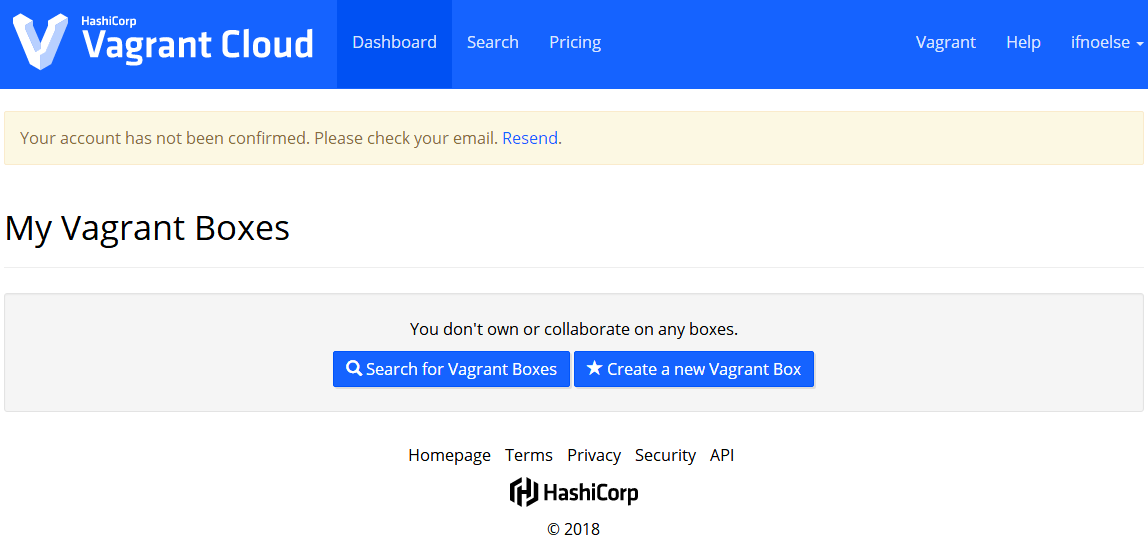 HashiCorp
Vagrant Cloud
Dashboard Search Pricing Vagrant Help ifnoelse
Your account has not been confirmed. Please check your email. Resend.
My Vagrant Boxes
You don't own or collaborate on any boxes.
Search for Vagrant Boxes Create a new Vagrant Box
Homepage Terms Privacy Security API
HashiCorp
© 2018